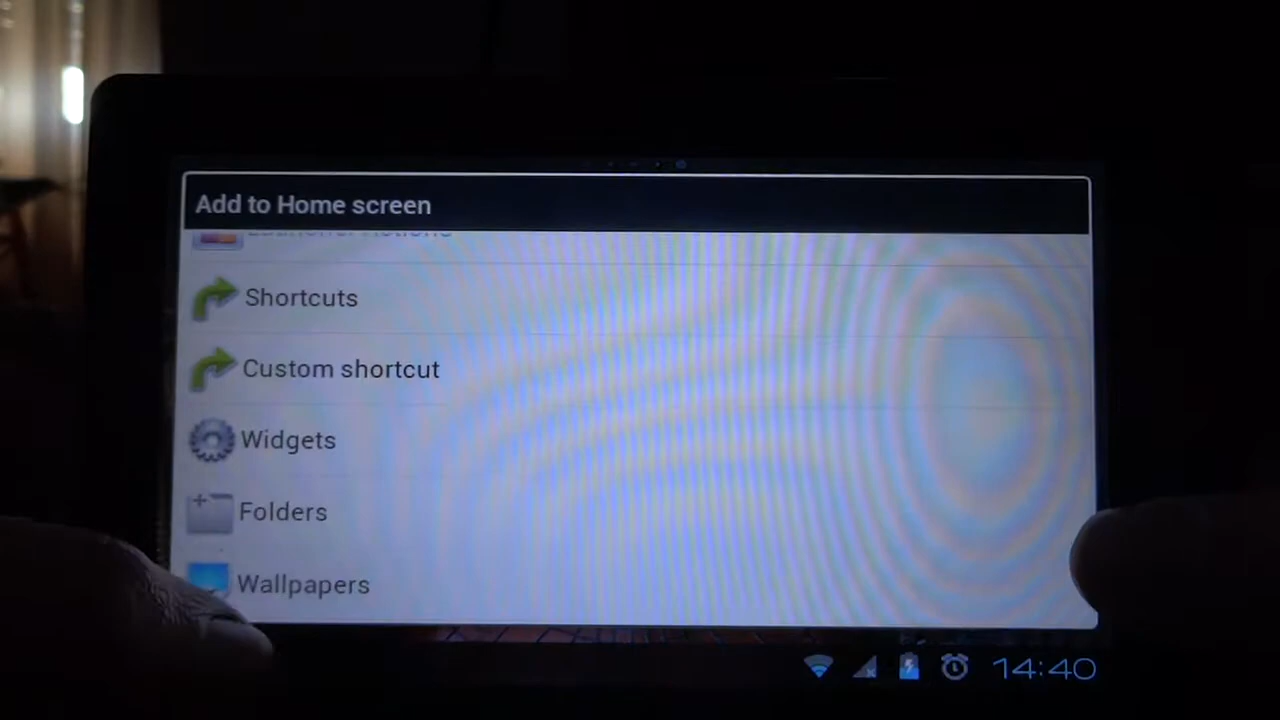 Add to Home screen
Shortcuts
Custom shortcut
Widgets
Folders
Wallpapers
14:40